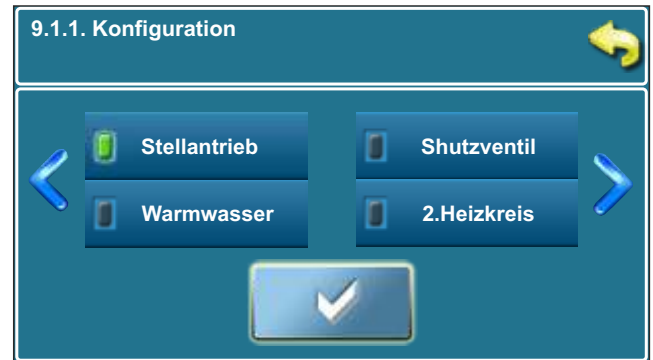 9.1.1. Konfiguration
Stellantrieb
Shutzventil
Warmwasser
2.Heizkreis